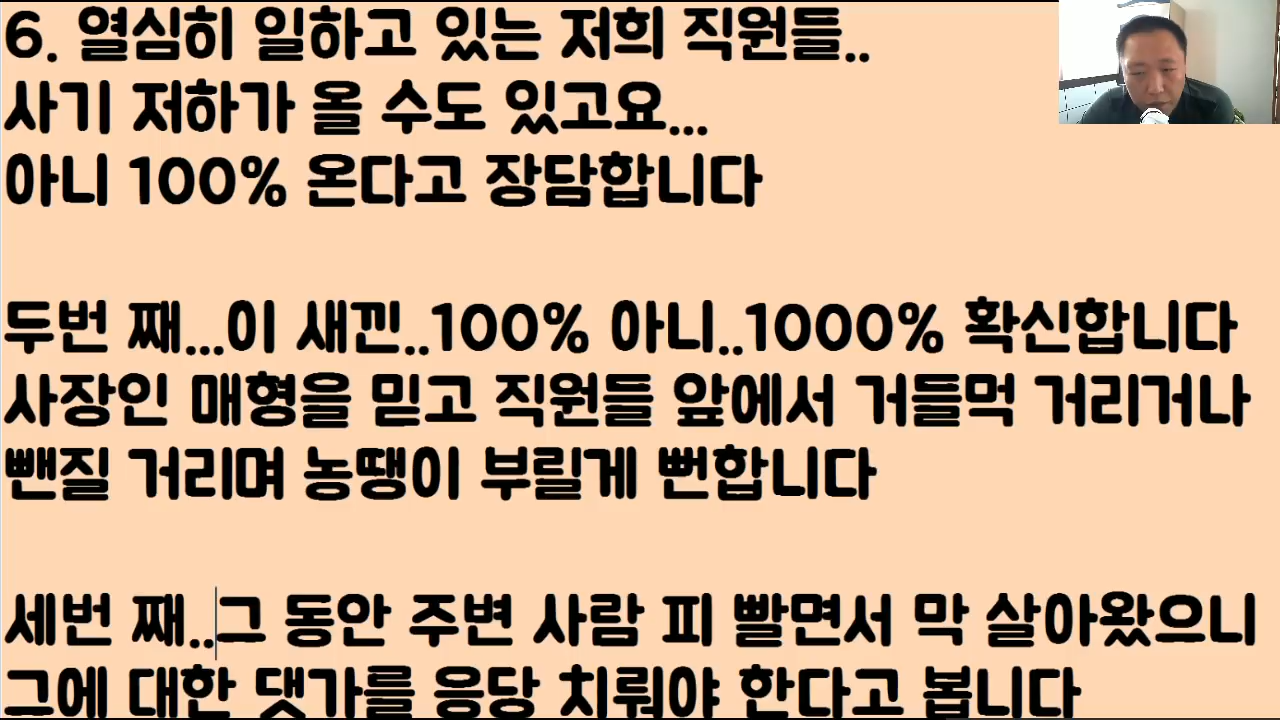 6. 열심히 일하고 있는 저희 직원들..
사기 저하가 올 수도 있고요...
아니 100% 온다고 장담합니다
두번 째...이 새낀..100% 아니..1000% 확신합니다
사장인 매형을 믿고 직원들 앞에서 거들먹 거리거나
뺀질 거리며 농땡이 부릴게 뻔합니다
세번 째..그 동안 주변 사람 피 빨면서 막 살아왔으니
그에 대한 댓가를 응당 치뤄야 한다고 봅니다